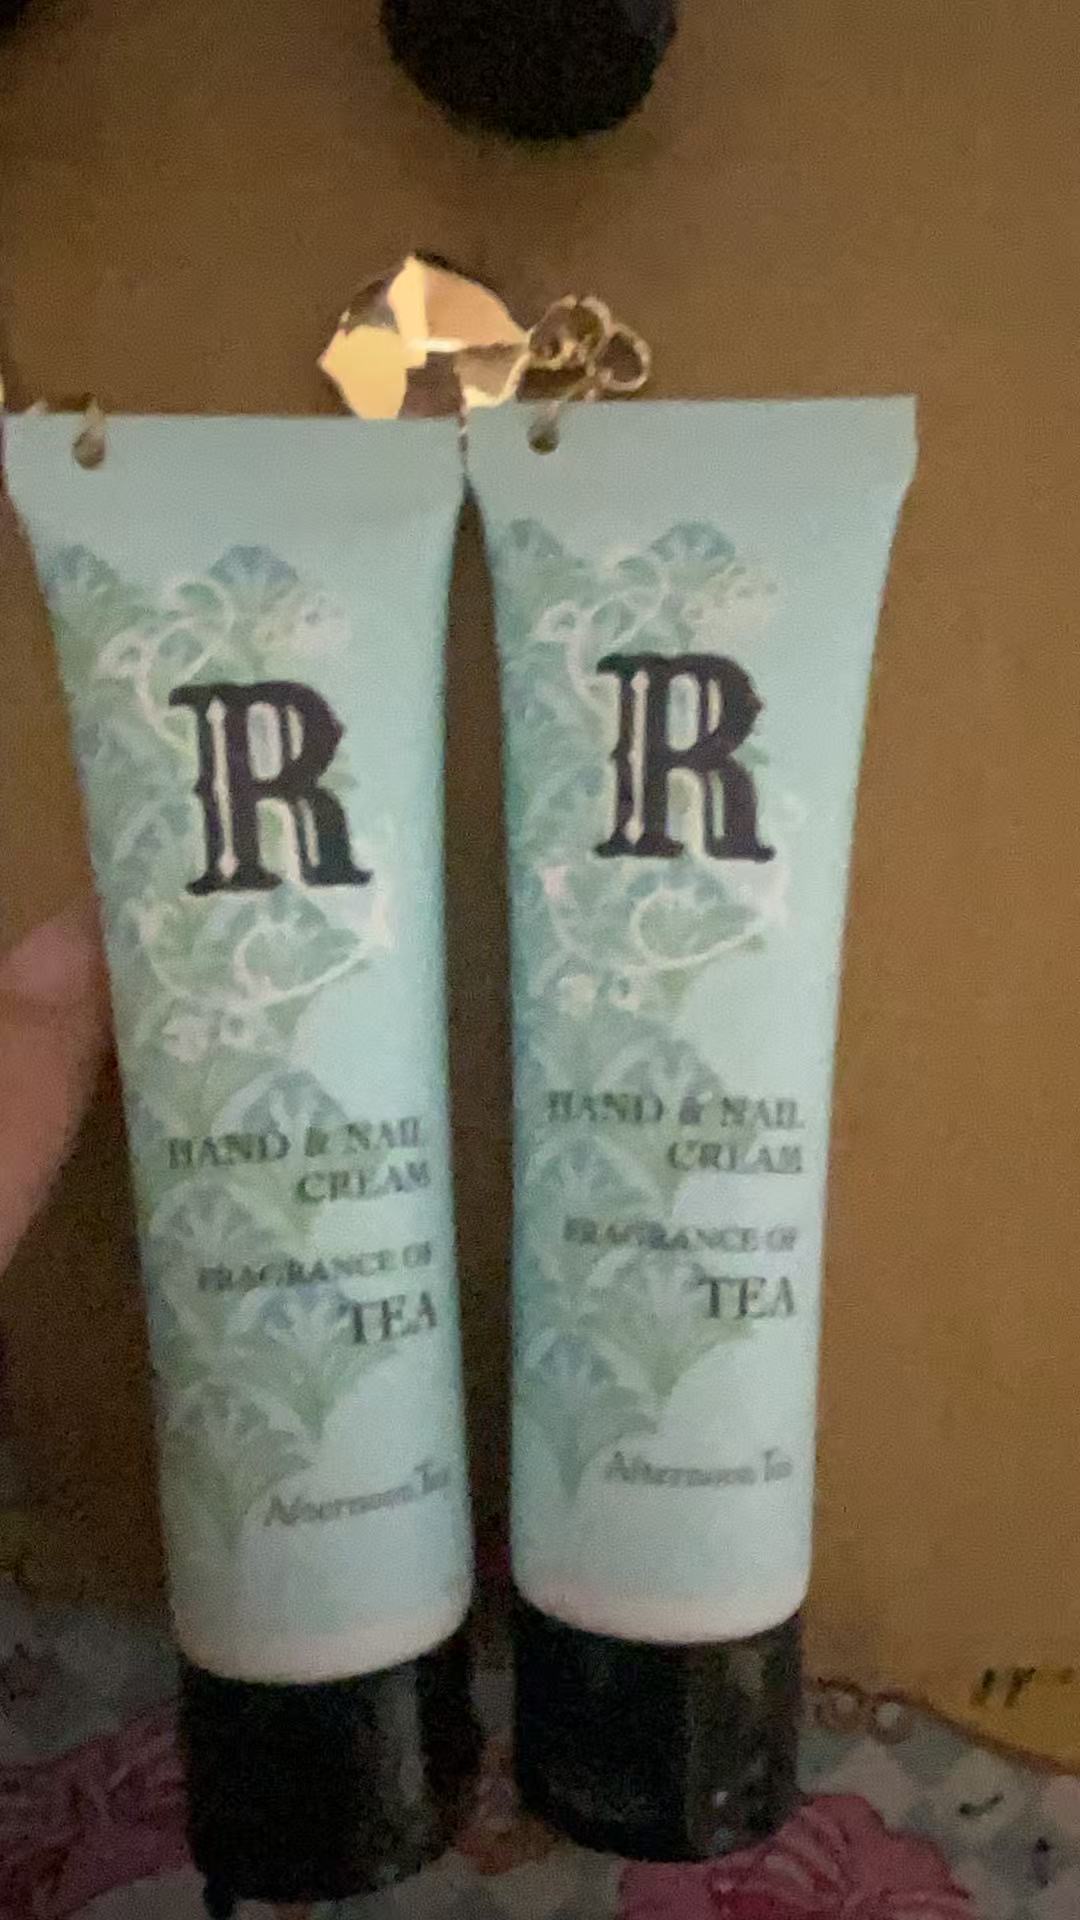 R
HAND & NAIL
CREAM
FRAGRANCE OF
TEA
Afternoon Tea
R
HAND & NAIL
CREAM
FRAGRANCE OF
TEA
Afternoon Tea